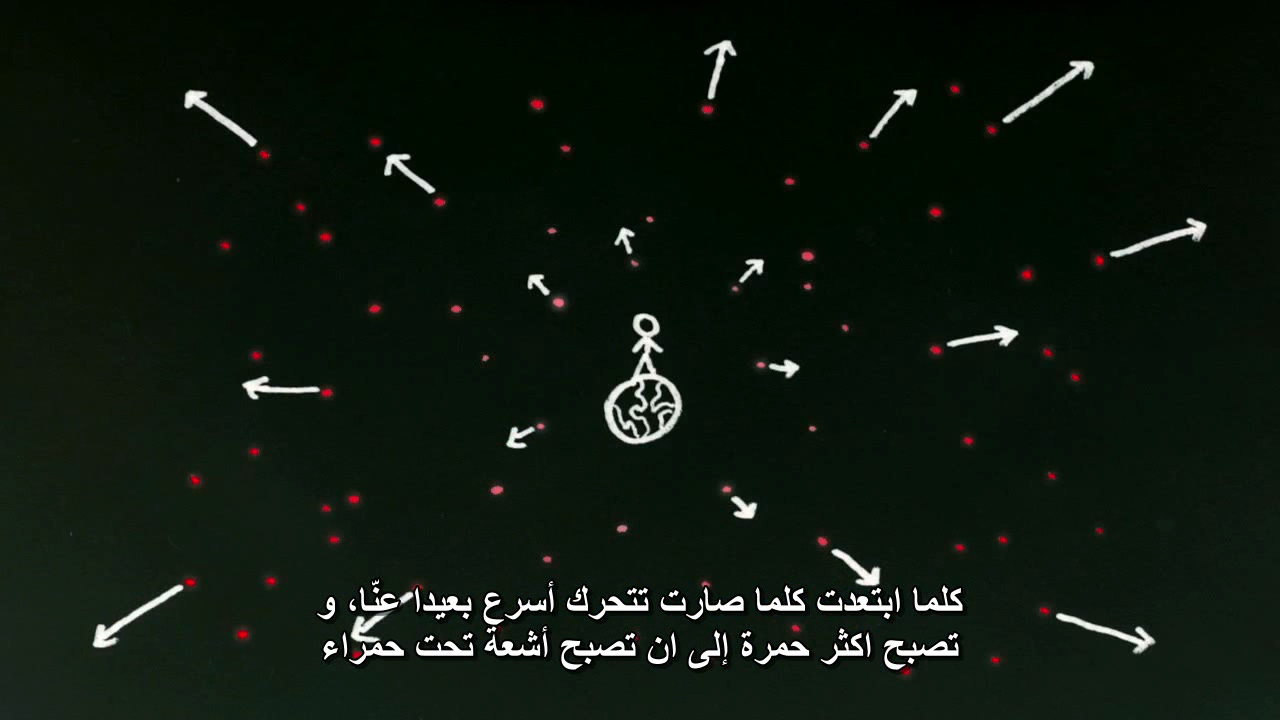 كلما ابتعدت كلما صارت تتحرك أسرع بعيدا عنّا، و
تصبح اكثر حمرة إلى ان تصبح أشعة تحت حمراء